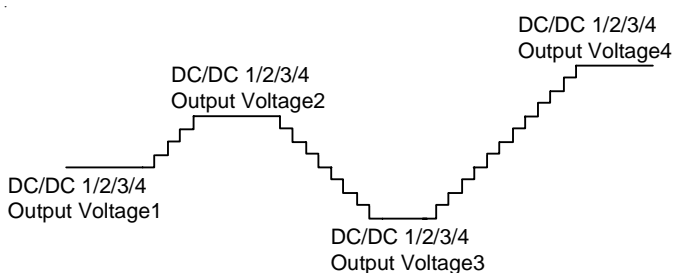 DC/DC 1/2/3/4
Output Voltage4
DC/DC 1/2/3/4
Output Voltage2
DC/DC 1/2/3/4
Output Voltage1
DC/DC 1/2/3/4
Output Voltage3